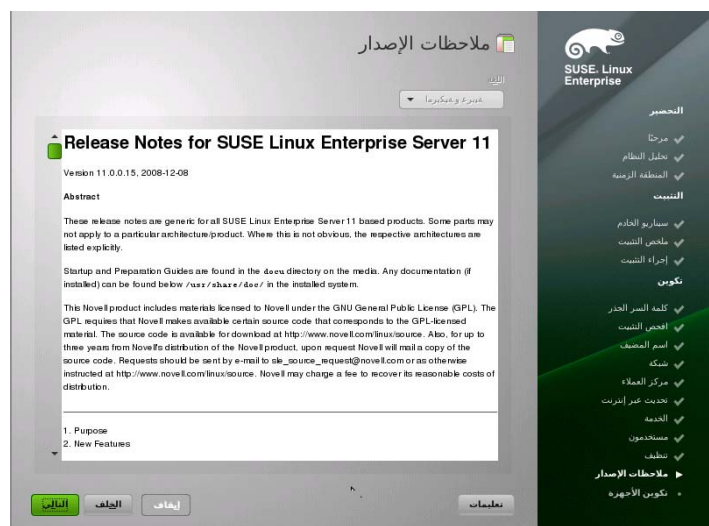 ملاحظات الإصدار
اللغة
Release Notes for SUSE Linux Enterprise Server 11
Version 11.0.0.15, 2008-12-08
Abstract
These release notes are generic for all SUSE Linux Enterprise Server 11 based products. Some parts may
not apply to a particular architecture/product. Where this is not obvious, the respective architectures are
listed explicitly.
Startup and Preparation Guides are found in the docu directory on the media. Any documentation (if
installed) can be found below /usr/share/doc/ in the installed system.
This Novell product includes materials licensed to Novell under the GNU General Public License (GPL). The
GPL requires that Novell makes available certain source code that corresponds to the GPL-licensed
material. The source code is available for download at http://www.novell.com/linux/source. Also, for up to
three years from Novell's distribution of the Novell product, upon request Novell will mail a copy of the
source code. Requests should be sent by e-mail to sle_source_request@novell.com or as otherwise
instructed at http://www.novell.com/linux/source. Novell may charge a fee to recover its reasonable costs of
distribution.
1. Purpose
2. New Features
تعليمات
إيقاف
الخلف
التالي
SUSE. Linux
Enterprise
التحضير
مرحبًا
تحليل النظام
المنطقة الزمنية
التثبيت
سيناريو الخادم
ملخص التثبيت
إجراء التثبيت
تكوين
كلمة السر الجذر
افحص التثبيت
اسم المضيف
شبكة
مركز العملاء
تحديث عبر إنترنت
الخدمة
مستخدمون
تنظيف
ملاحظات الإصدار
تكوين الأجهزة